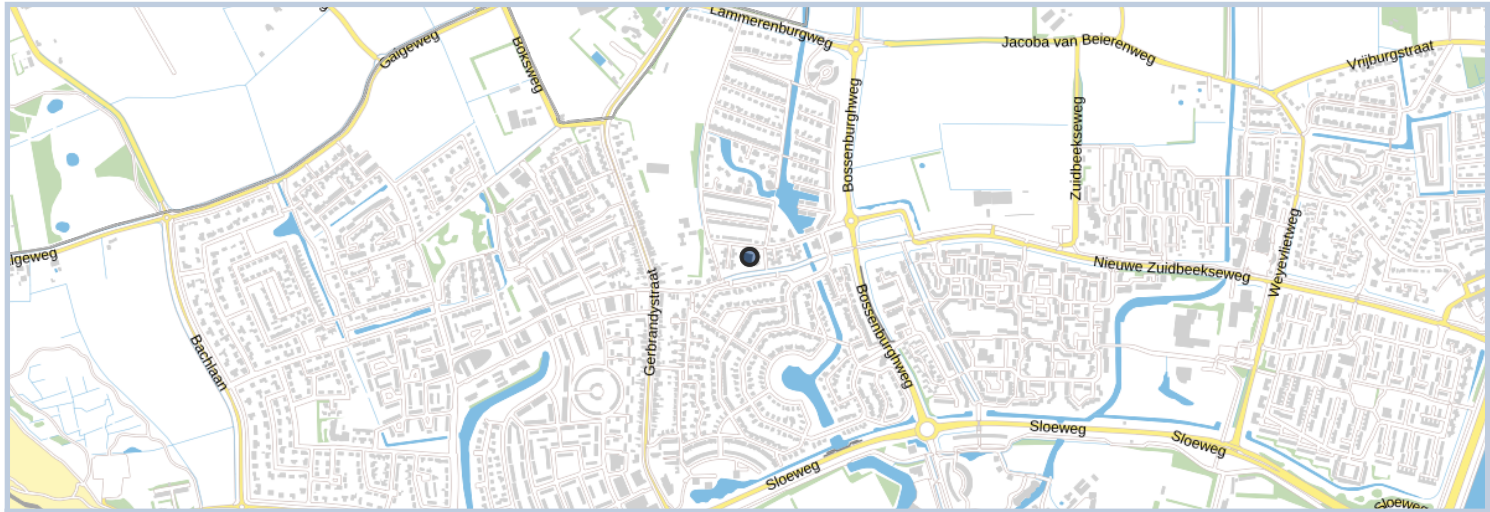 Lammerenburgweg
Galgeweg
Boksweg
Jacoba van Beierenweg
Vrijburgstraat
Bossenburghweg
Zuidbeekseweg
Weyevlietweg
lgeweg
Nieuwe Zuidbeekseweg
Gerbrandystraat
Bossenburghweg
Bachlaan
Sloeweg
Sloeweg
Sloeweg
Sloeweg